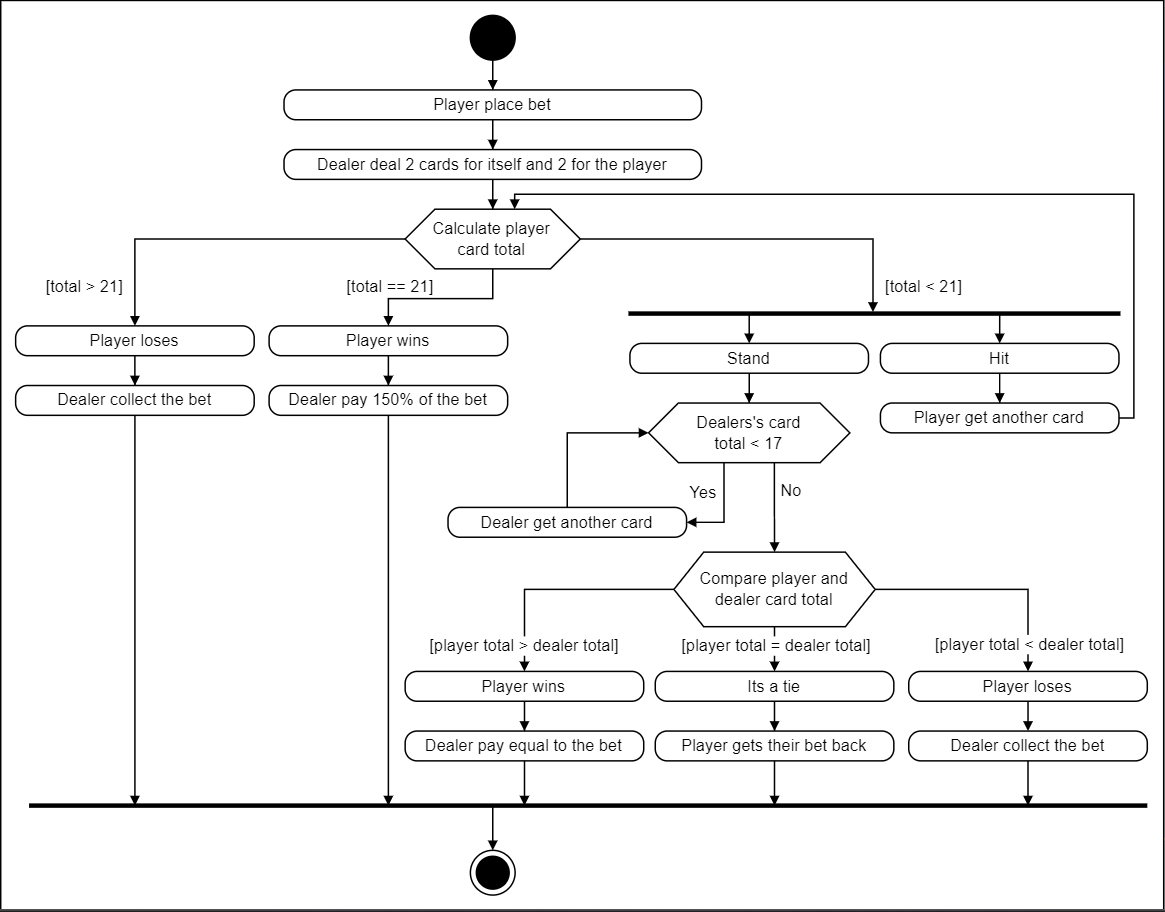 Player place bet
Dealer deal 2 cards for itself and 2 for the player
Calculate player
card total
[total > 21]
[total == 21]
[total < 21]
Player loses
Player wins
Stand
Hit
Dealer collect the bet
Dealer pay 150% of the bet
Dealers's card
total < 17
Player get another card
Yes
No
Dealer get another card
Compare player and
dealer card total
[player total > dealer total]
[player total = dealer total]
[player total < dealer total]
Player wins
Its a tie
Player loses
Dealer pay equal to the bet
Player gets their bet back
Dealer collect the bet